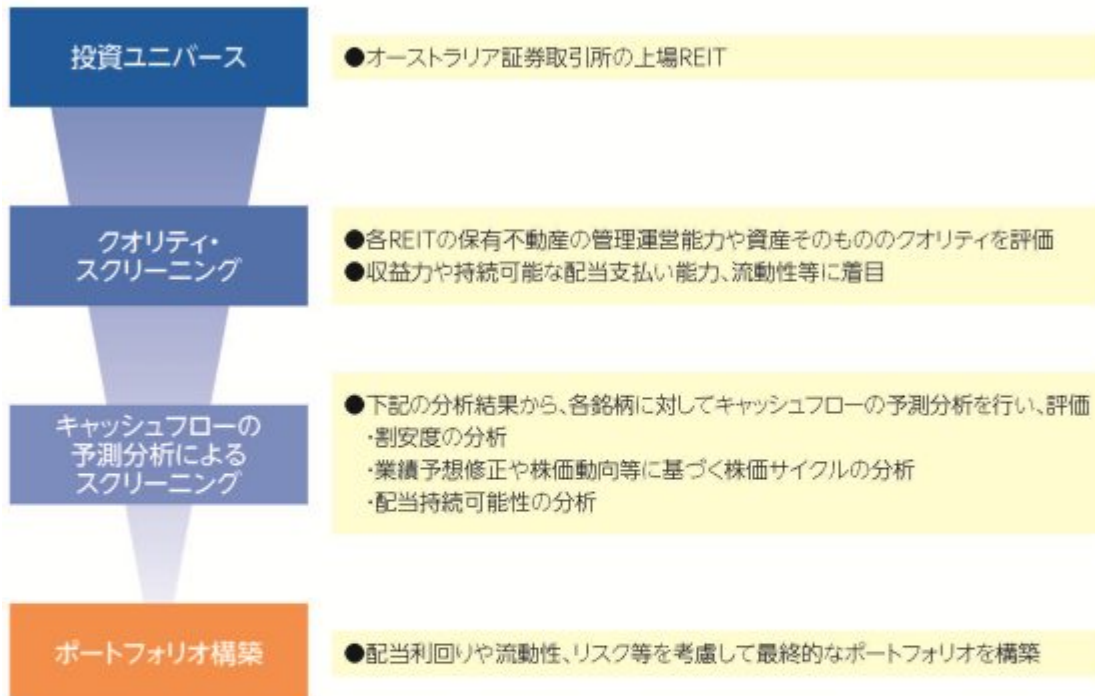 投資ユニバース
●オーストラリア証券取引所の上場REIT
クオリティ・
スクリーニング
●各REITの保有不動産の管理運営能力や資産そのもののクオリティを評価
●収益力や持続可能な配当支払い能力、流動性等に着目
キャッシュフローの
予測分析による
スクリーニング
●下記の分析結果から、各銘柄に対してキャッシュフローの予測分析を行い、評価
・割安度の分析
・業績予想修正や株価動向等に基づく株価サイクルの分析
・配当持続可能性の分析
ポートフォリオ構築
●配当利回りや流動性、リスク等を考慮して最終的なポートフォリオを構築